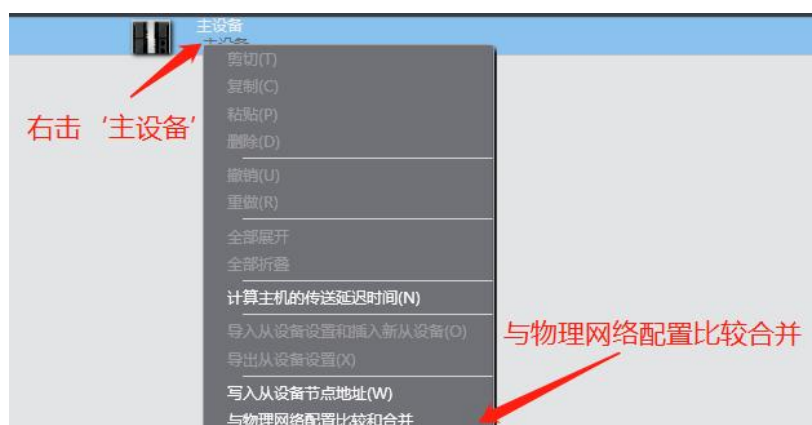 主设备
主设备
剪切(T)
复制(C)
右击‘主设备’
粘贴(P)
删除(D)
撤销(U)
重做(R)
全部展开
全部折叠
计算主机的传送延迟时间(N)
导入从设备设置和插入新从设备(O)
与物理网络配置比较合并
导出从设备设置(X)
写入从设备节点地址(W)
与物理网络配置比较和合并